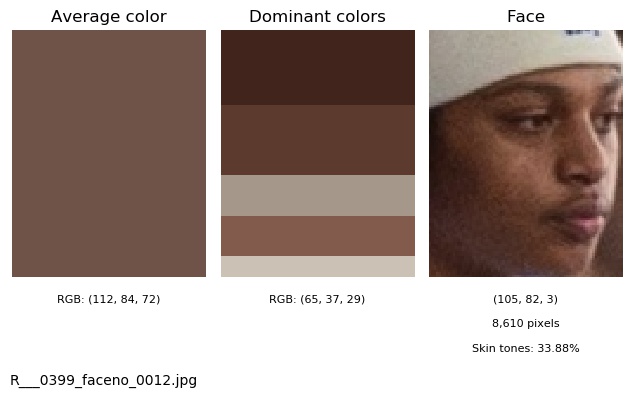 Average color
Dominant colors
Face
RGB: (112, 84, 72)
RGB: (65, 37, 29)
(105, 82, 3)
8,610 pixels
Skin tones: 33.88%
R___0399_faceno_0012.jpg